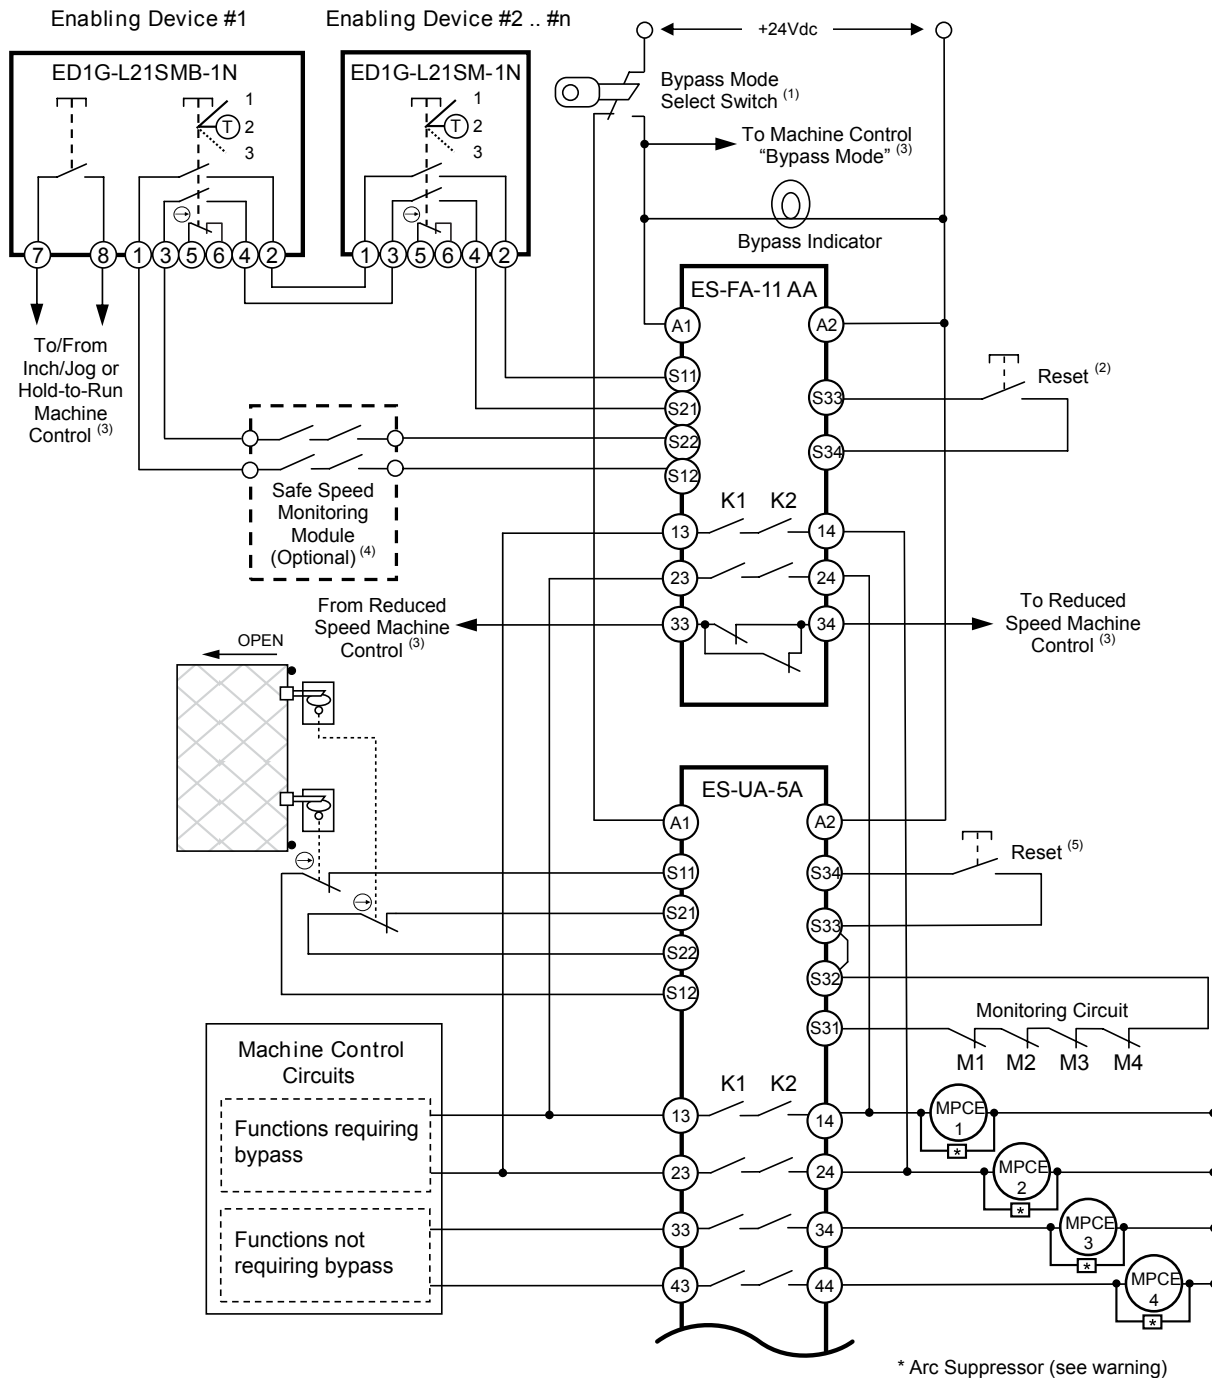 Enabling Device #1
Enabling Device #2 .. #n
+24Vdc
ED1G-L21SMB-1N
1
T 2
3
7 8 1 3 5 6 4 2
ED1G-L21SM-1N
1
T 2
3
1 3 5 6 4 2
Bypass Mode
Select Switch (1)
To Machine Control
“Bypass Mode” (3)
Bypass Indicator
To/From
Inch/Jog or
Hold-to-Run
Machine
Control (3)
Safe Speed
Monitoring
Module
(Optional) (4)
ES-FA-11 AA
A1 A2
S11
S21 S33
S22 S34
S12
K1 K2
13 14
23 24
33 34
Reset (2)
From Reduced
Speed Machine
Control (3)
To Reduced
Speed Machine
Control (3)
OPEN
ES-UA-5A
A1 A2
S11 S34
S21 S33
S22 S32
S12 S31
Reset (5)
Monitoring Circuit
M1 M2 M3 M4
K1 K2
13 14
23 24
33 34
43 44
Machine Control
Circuits
Functions requiring
bypass
Functions not
requiring bypass
MPCE
1
*
MPCE
2
*
MPCE
3
*
MPCE
4
*
* Arc Suppressor (see warning)